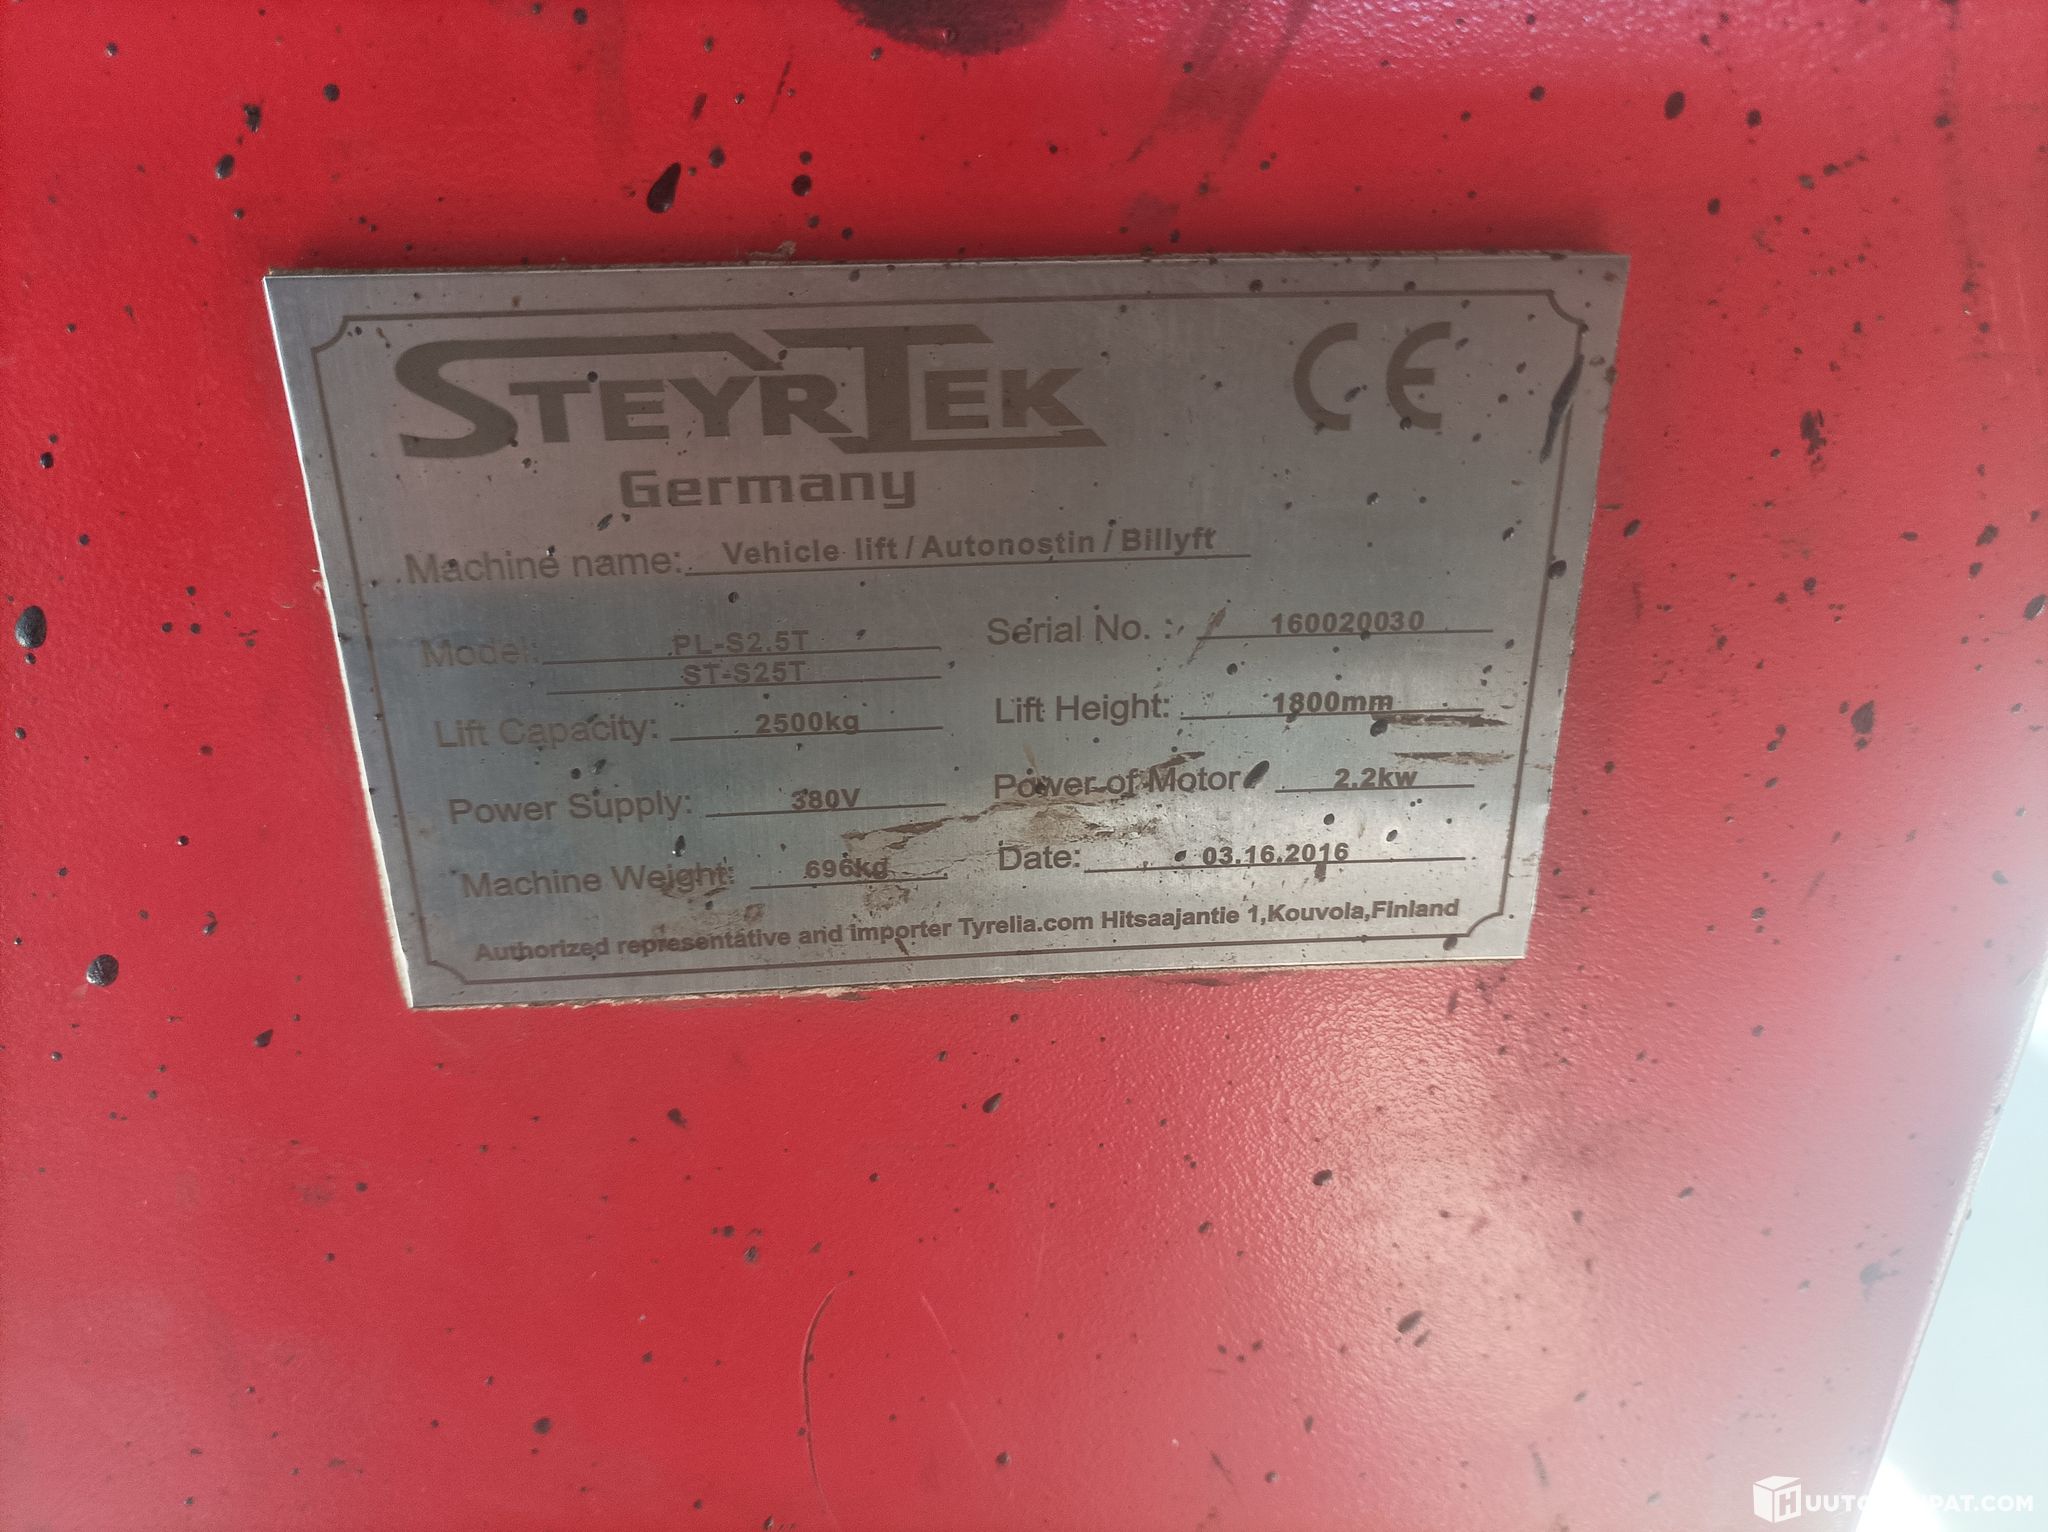 STEYRTEK
CE
Germany
Machine name: Vehicle lift / Autonostin / Billyft
Model: PL-S2.5T Serial No. : 160020030
ST-S25T
Lift Capacity: 2500kg Lift Height: 1800mm
Power Supply: 380V Power of Motor 2.2kw
Machine Weight: 696kg Date: 03.16.2016
Authorized representative and importer Tyrelia.com Hitsaajantie 1,Kouvola,Finland